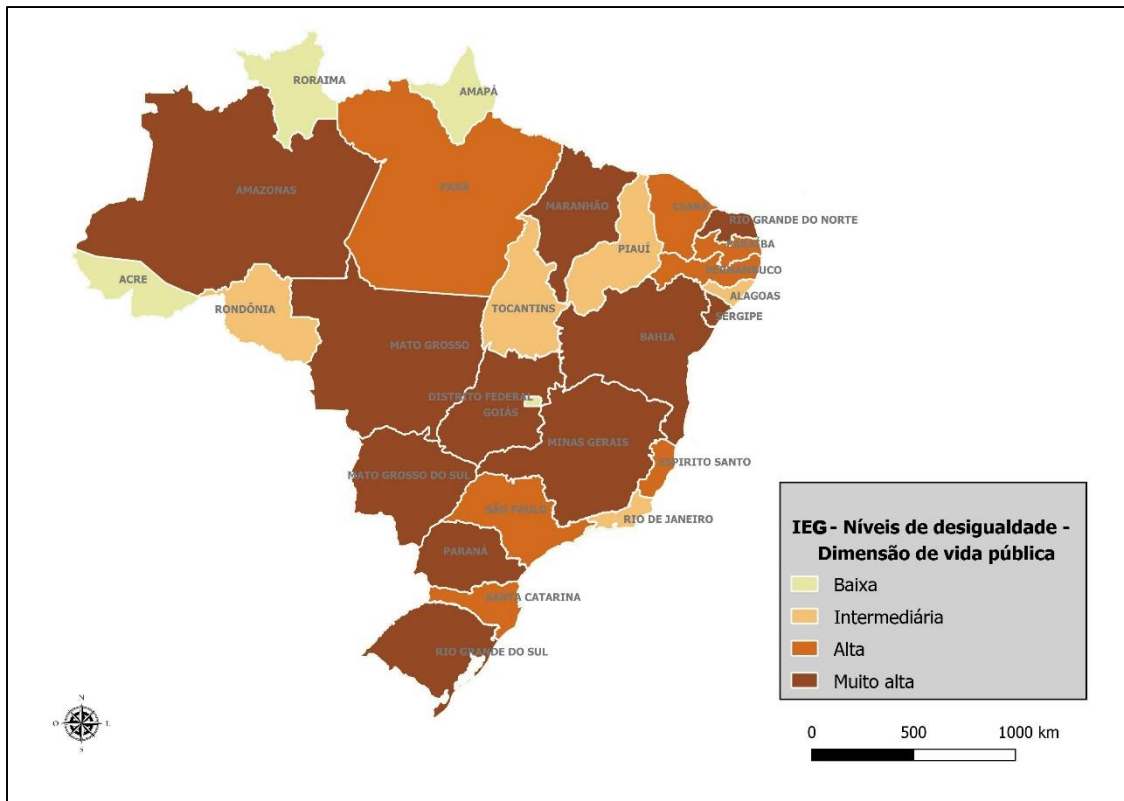 RORAIMA
AMAPÁ
AMAZONAS
PARÁ
MARANHÃO
CEARÁ
RIO GRANDE DO NORTE
PARAÍBA
PIAUÍ
PERNAMBUCO
ACRE
ALAGOAS
RONDÔNIA
TOCANTINS
SERGIPE
BAHIA
MATO GROSSO
DISTRITO FEDERAL
GOIÁS
MINAS GERAIS
ESPIRITO SANTO
MATO GROSSO DO SUL
SÃO PAULO
RIO DE JANEIRO
PARANÁ
SANTA CATARINA
RIO GRANDE DO SUL
IEG - Níveis de desigualdade -
Dimensão de vida pública
Baixa
Intermediária
Alta
Muito alta
N
O L
S
0 500 1000 km